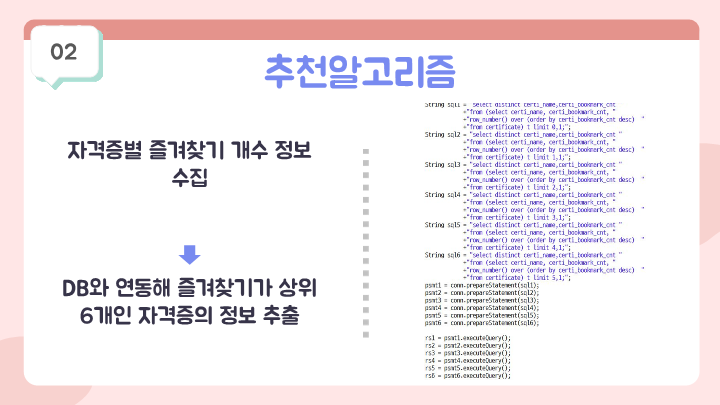 02
추천알고리즘
자격증별 즐겨찾기 개수 정보
수집
DB와 연동해 즐겨찾기가 상위
6개인 자격증의 정보 추출
String sql1 = "select distinct certi_name,certi_bookmark_cnt "
+"from (select certi_name, certi_bookmark_cnt, "
+"row_number() over (order by certi_bookmark_cnt desc)  "
+"from certificate) t limit 0,1;";
String sql2 = "select distinct certi_name,certi_bookmark_cnt "
+"from (select certi_name, certi_bookmark_cnt, "
+"row_number() over (order by certi_bookmark_cnt desc)  "
+"from certificate) t limit 1,1;";
String sql3 = "select distinct certi_name,certi_bookmark_cnt "
+"from (select certi_name, certi_bookmark_cnt, "
+"row_number() over (order by certi_bookmark_cnt desc)  "
+"from certificate) t limit 2,1;";
String sql4 = "select distinct certi_name,certi_bookmark_cnt "
+"from (select certi_name, certi_bookmark_cnt, "
+"row_number() over (order by certi_bookmark_cnt desc)  "
+"from certificate) t limit 3,1;";
String sql5 = "select distinct certi_name,certi_bookmark_cnt "
+"from (select certi_name, certi_bookmark_cnt, "
+"row_number() over (order by certi_bookmark_cnt desc)  "
+"from certificate) t limit 4,1;";
String sql6 = "select distinct certi_name,certi_bookmark_cnt "
+"from (select certi_name, certi_bookmark_cnt, "
+"row_number() over (order by certi_bookmark_cnt desc)  "
+"from certificate) t limit 5,1;";
psmt1 = conn.prepareStatement(sql1);
psmt2 = conn.prepareStatement(sql2);
psmt3 = conn.prepareStatement(sql3);
psmt4 = conn.prepareStatement(sql4);
psmt5 = conn.prepareStatement(sql5);
psmt6 = conn.prepareStatement(sql6);
rs1 = psmt1.executeQuery();
rs2 = psmt2.executeQuery();
rs3 = psmt3.executeQuery();
rs4 = psmt4.executeQuery();
rs5 = psmt5.executeQuery();
rs6 = psmt6.executeQuery();